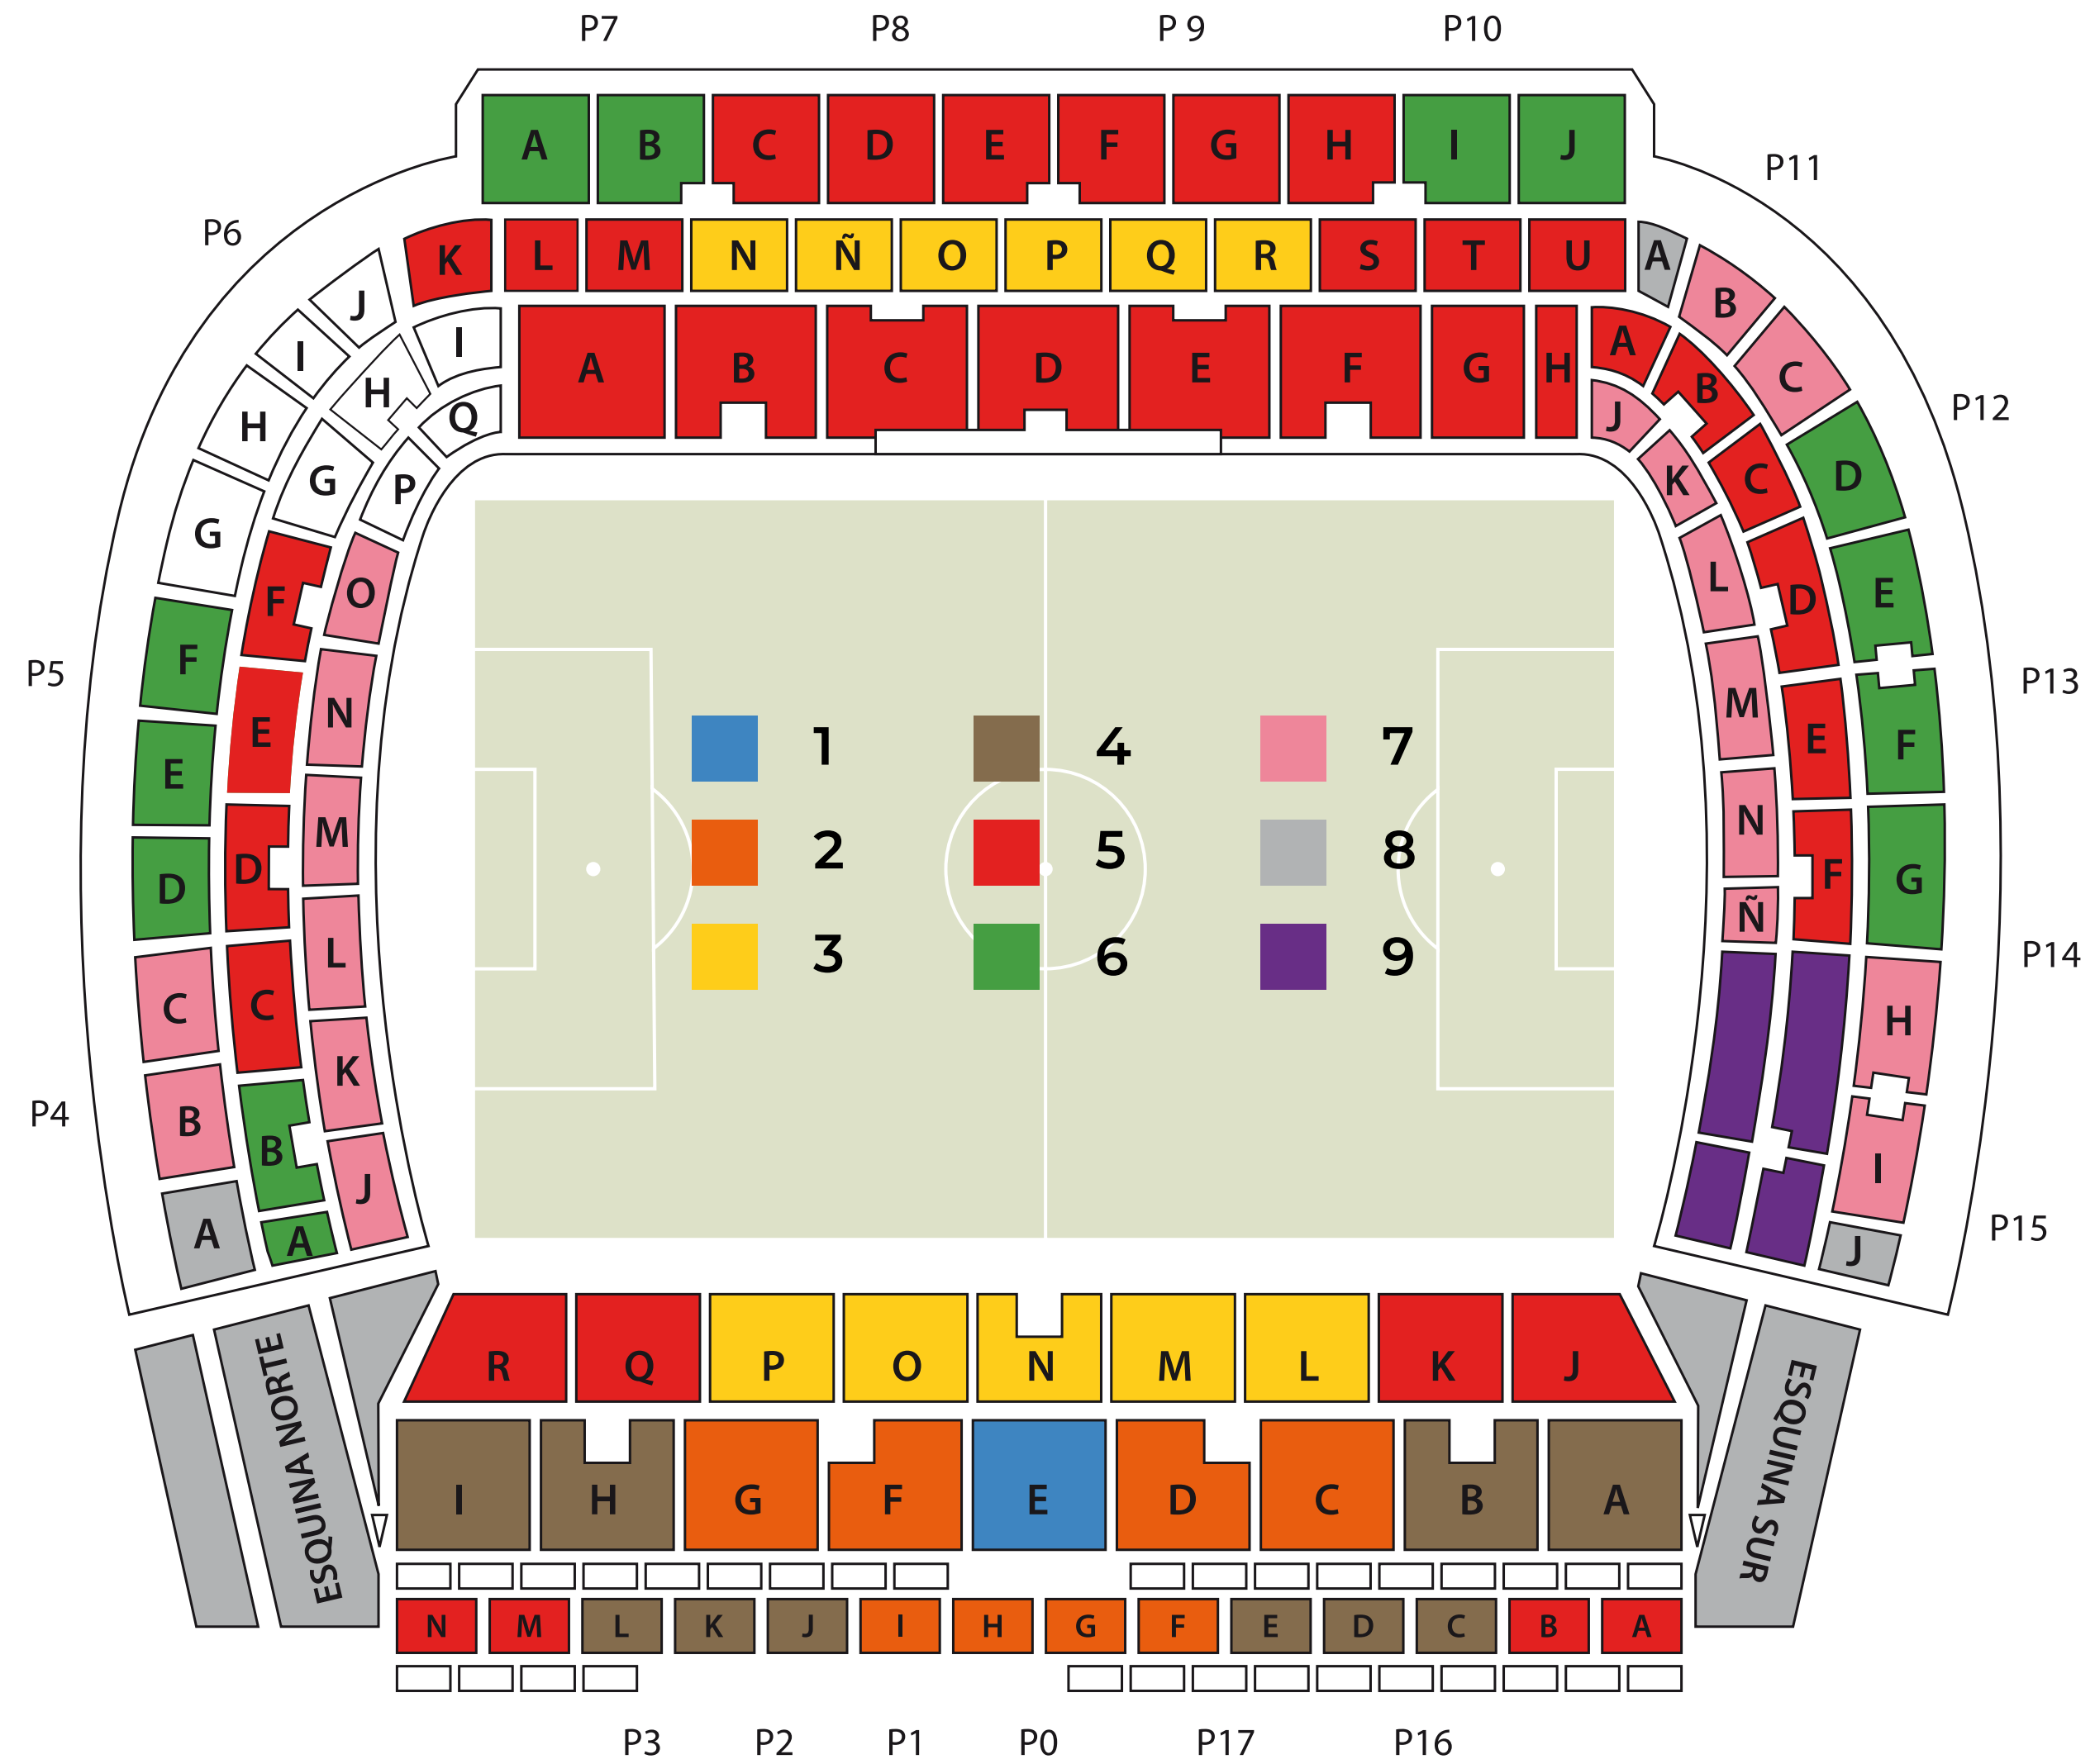 P7 P8 P 9 P10
A B C D E F G H I J
P11
P6
K L M N Ñ O P Q R S T U A
B
J
I
I
H
Q
H
G
P
G
A B C D E F G H
A
B
C
J
K
C
D
P12
L
D
E
F
O
F
P5
E
N
E
M
D
L
D
C
C
K
B
B
P4
J
A
A
M
E
F
P13
N
F
G
Ñ
P14
H
I
J
P15
1 4 7
2 5 8
3 6 9
R Q P O N M L K J
ESQUINA NORTE
ESQUINA SUR
I H G F E D C B A
N M L K J I H G F E D C B A
P3 P2 P1 P0 P17 P16